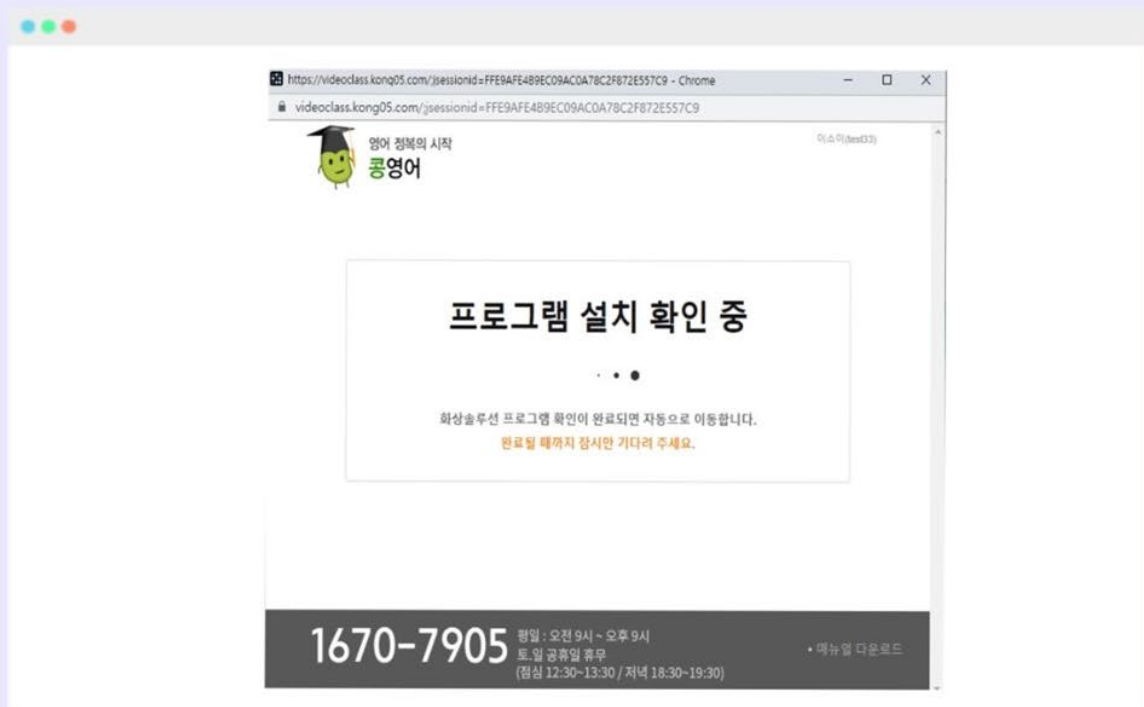 https://videoclass.kong05.com/;jsessionid=FFE9AFE4B9EC09AC0A78C2F872E557C9 - Chrome
videoclass.kong05.com/;jsessionid=FFE9AFE4B9EC09AC0A78C2F872E557C9
영어 정복의 시작
콩영어
이소미(test33)
프로그램 설치 확인 중
화상솔루션 프로그램 확인이 완료되면 자동으로 이동합니다.
완료될 때까지 잠시만 기다려 주세요.
1670-7905
평일 : 오전 9시 ~ 오후 9시
토.일 공휴일 휴무
(점심 12:30~13:30 / 저녁 18:30~19:30)
• 매뉴얼 다운로드